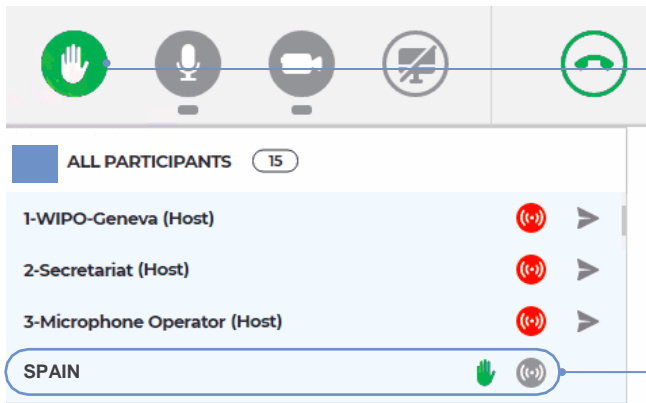 ALL PARTICIPANTS 15
1-WIPO-Geneva (Host)
2-Secretariat (Host)
3-Microphone Operator (Host)
SPAIN